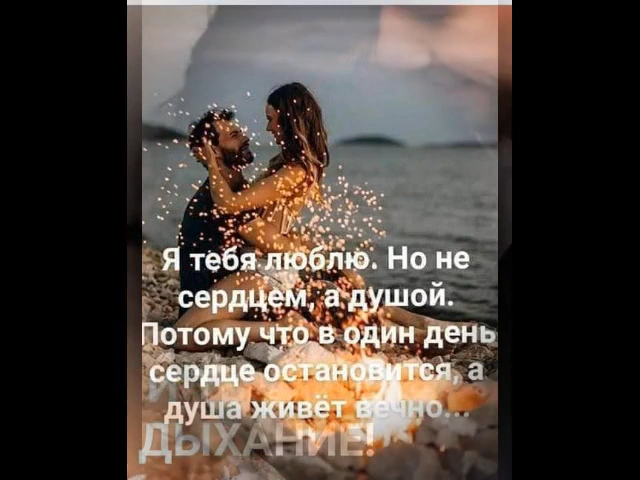 Я тебя люблю. Но не
сердцем, а душой.
Потому что в один день
сердце остановится, а
душа живёт вечно...
ДЫХАНИЕ!